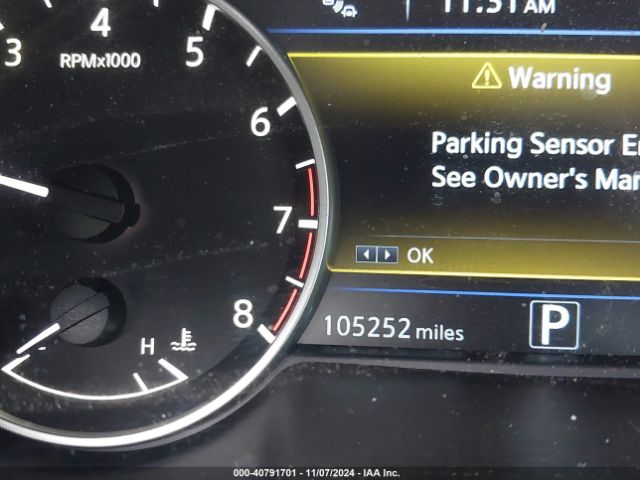 11:31 AM
3
4
5
RPMx1000
6
7
8
H
Warning
Parking Sensor
See Owner's
OK
105252 miles
P
000-40791701 - 11/07/2024 - IAA Inc.